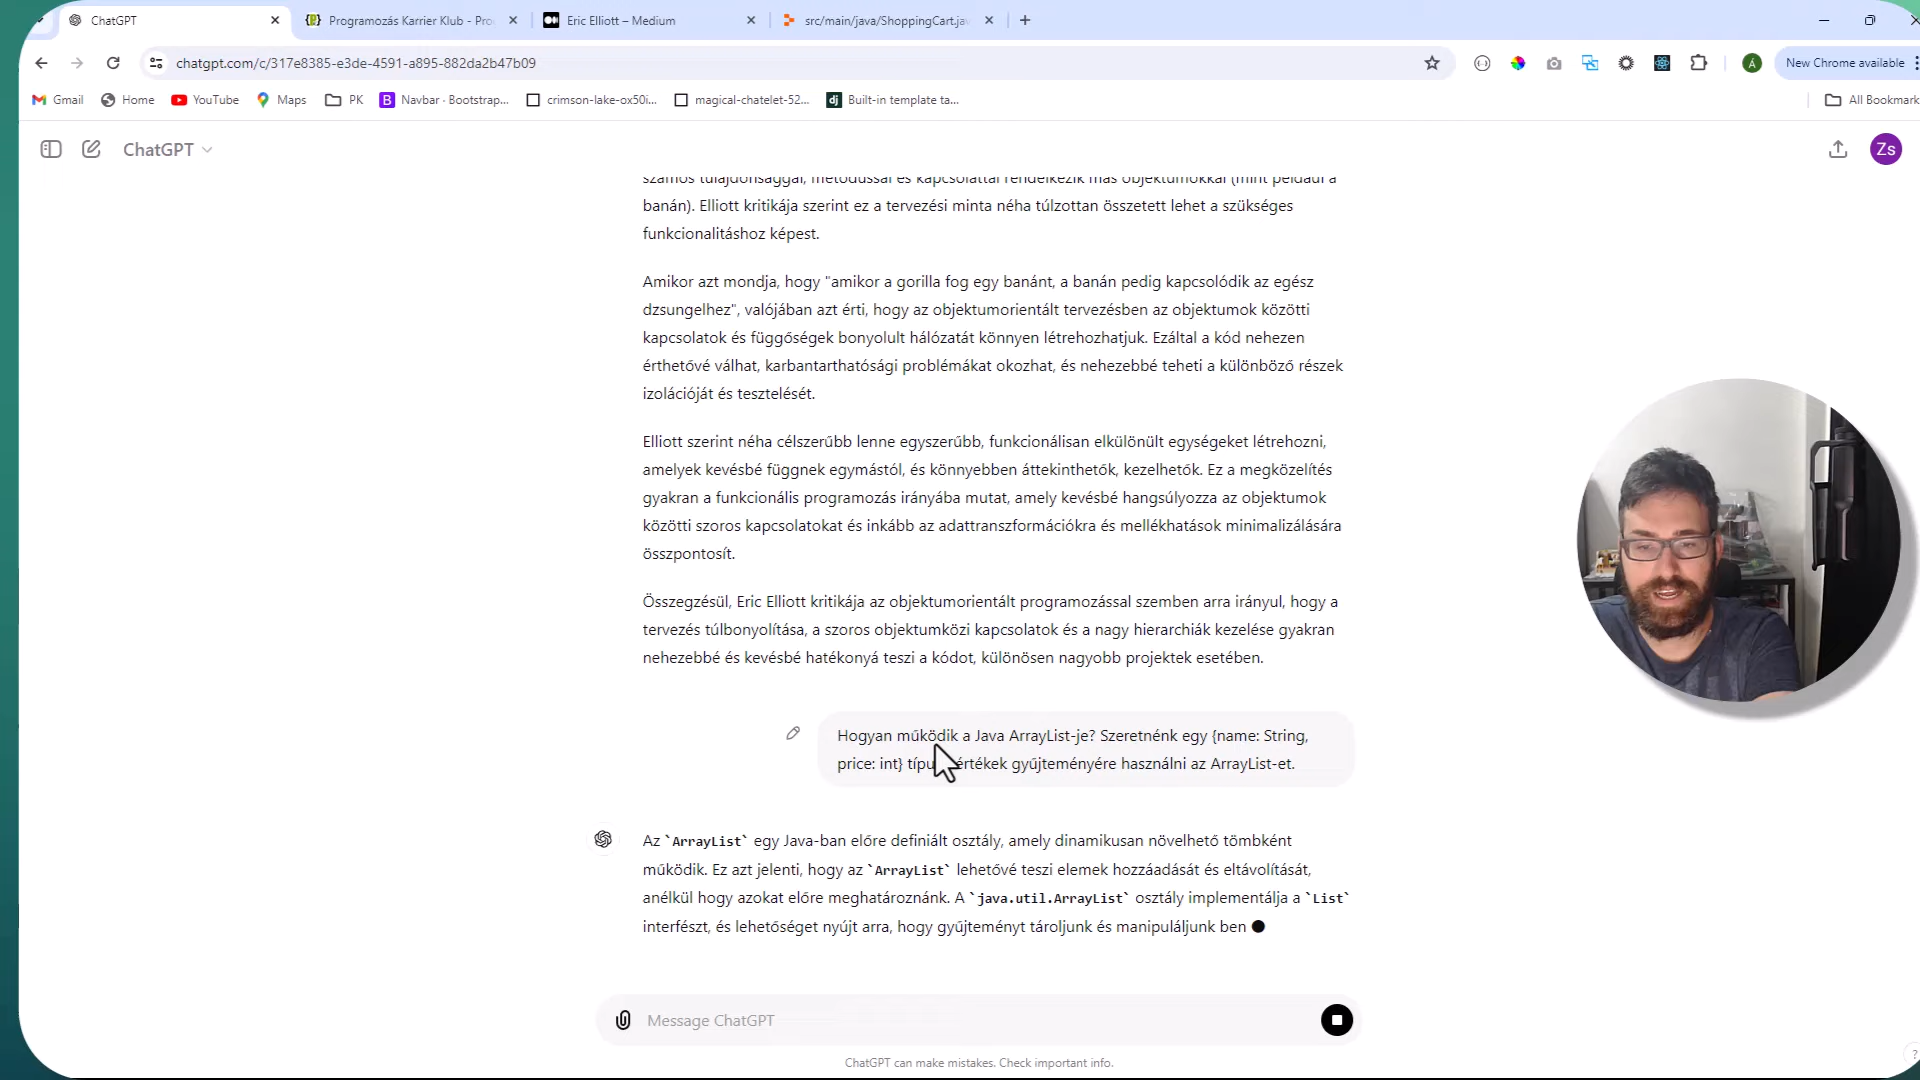 ChatGPT
Programozás Karrier Klub - Pro
Eric Elliott – Medium
src/main/java/ShoppingCart.jav
chatgpt.com/c/317e8385-e3de-4591-a895-882da2b47b09
New Chrome available
Gmail
Home
YouTube
Maps
PK
Navbar · Bootstrap...
crimson-lake-ox50i...
magical-chatelet-52...
Built-in template ta...
All Bookmark
ChatGPT
Zs
számos tulajdonsággal, metódussal és kapcsolattal rendelkezik más objektumokkal (mint például a
banán). Elliott kritikája szerint ez a tervezési minta néha túlzottan összetett lehet a szükséges
funkcionalitáshoz képest.
Amikor azt mondja, hogy "amikor a gorilla fog egy banánt, a banán pedig kapcsolódik az egész
dzsungelhez", valójában azt érti, hogy az objektumorientált tervezésben az objektumok közötti
kapcsolatok és függőségek bonyolult hálózatát könnyen létrehozhatjuk. Ezáltal a kód nehezen
érthetővé válhat, karbantarthatósági problémákat okozhat, és nehezebbé teheti a különböző részek
izolációját és tesztelését.
Elliott szerint néha célszerűbb lenne egyszerűbb, funkcionálisan elkülönült egységeket létrehozni,
amelyek kevésbé függnek egymástól, és könnyebben áttekinthetők, kezelhetők. Ez a megközelítés
gyakran a funkcionális programozás irányába mutat, amely kevésbé hangsúlyozza az objektumok
közötti szoros kapcsolatokat és inkább az adattranszformációkra és mellékhatások minimalizálására
összpontosít.
Összegzésül, Eric Elliott kritikája az objektumorientált programozással szemben arra irányul, hogy a
tervezés túlbonyolítása, a szoros objektumközi kapcsolatok és a nagy hierarchiák kezelése gyakran
nehezebbé és kevésbé hatékonyá teszi a kódot, különösen nagyobb projektek esetében.
Hogyan működik a Java ArrayList-je? Szeretnénk egy {name: String,
price: int} értékek gyűjteményére használni az ArrayList-et.
Az `ArrayList` egy Java-ban előre definiált osztály, amely dinamikusan növelhető tömbként
működik. Ez azt jelenti, hogy az `ArrayList` lehetővé teszi elemek hozzáadását és eltávolítását,
anélkül hogy azokat előre meghatároznánk. A `java.util.ArrayList` osztály implementálja a `List`
interfészt, és lehetőséget nyújt arra, hogy gyűjteményt tároljunk és manipuláljunk ben
Message ChatGPT
ChatGPT can make mistakes. Check important info.
?